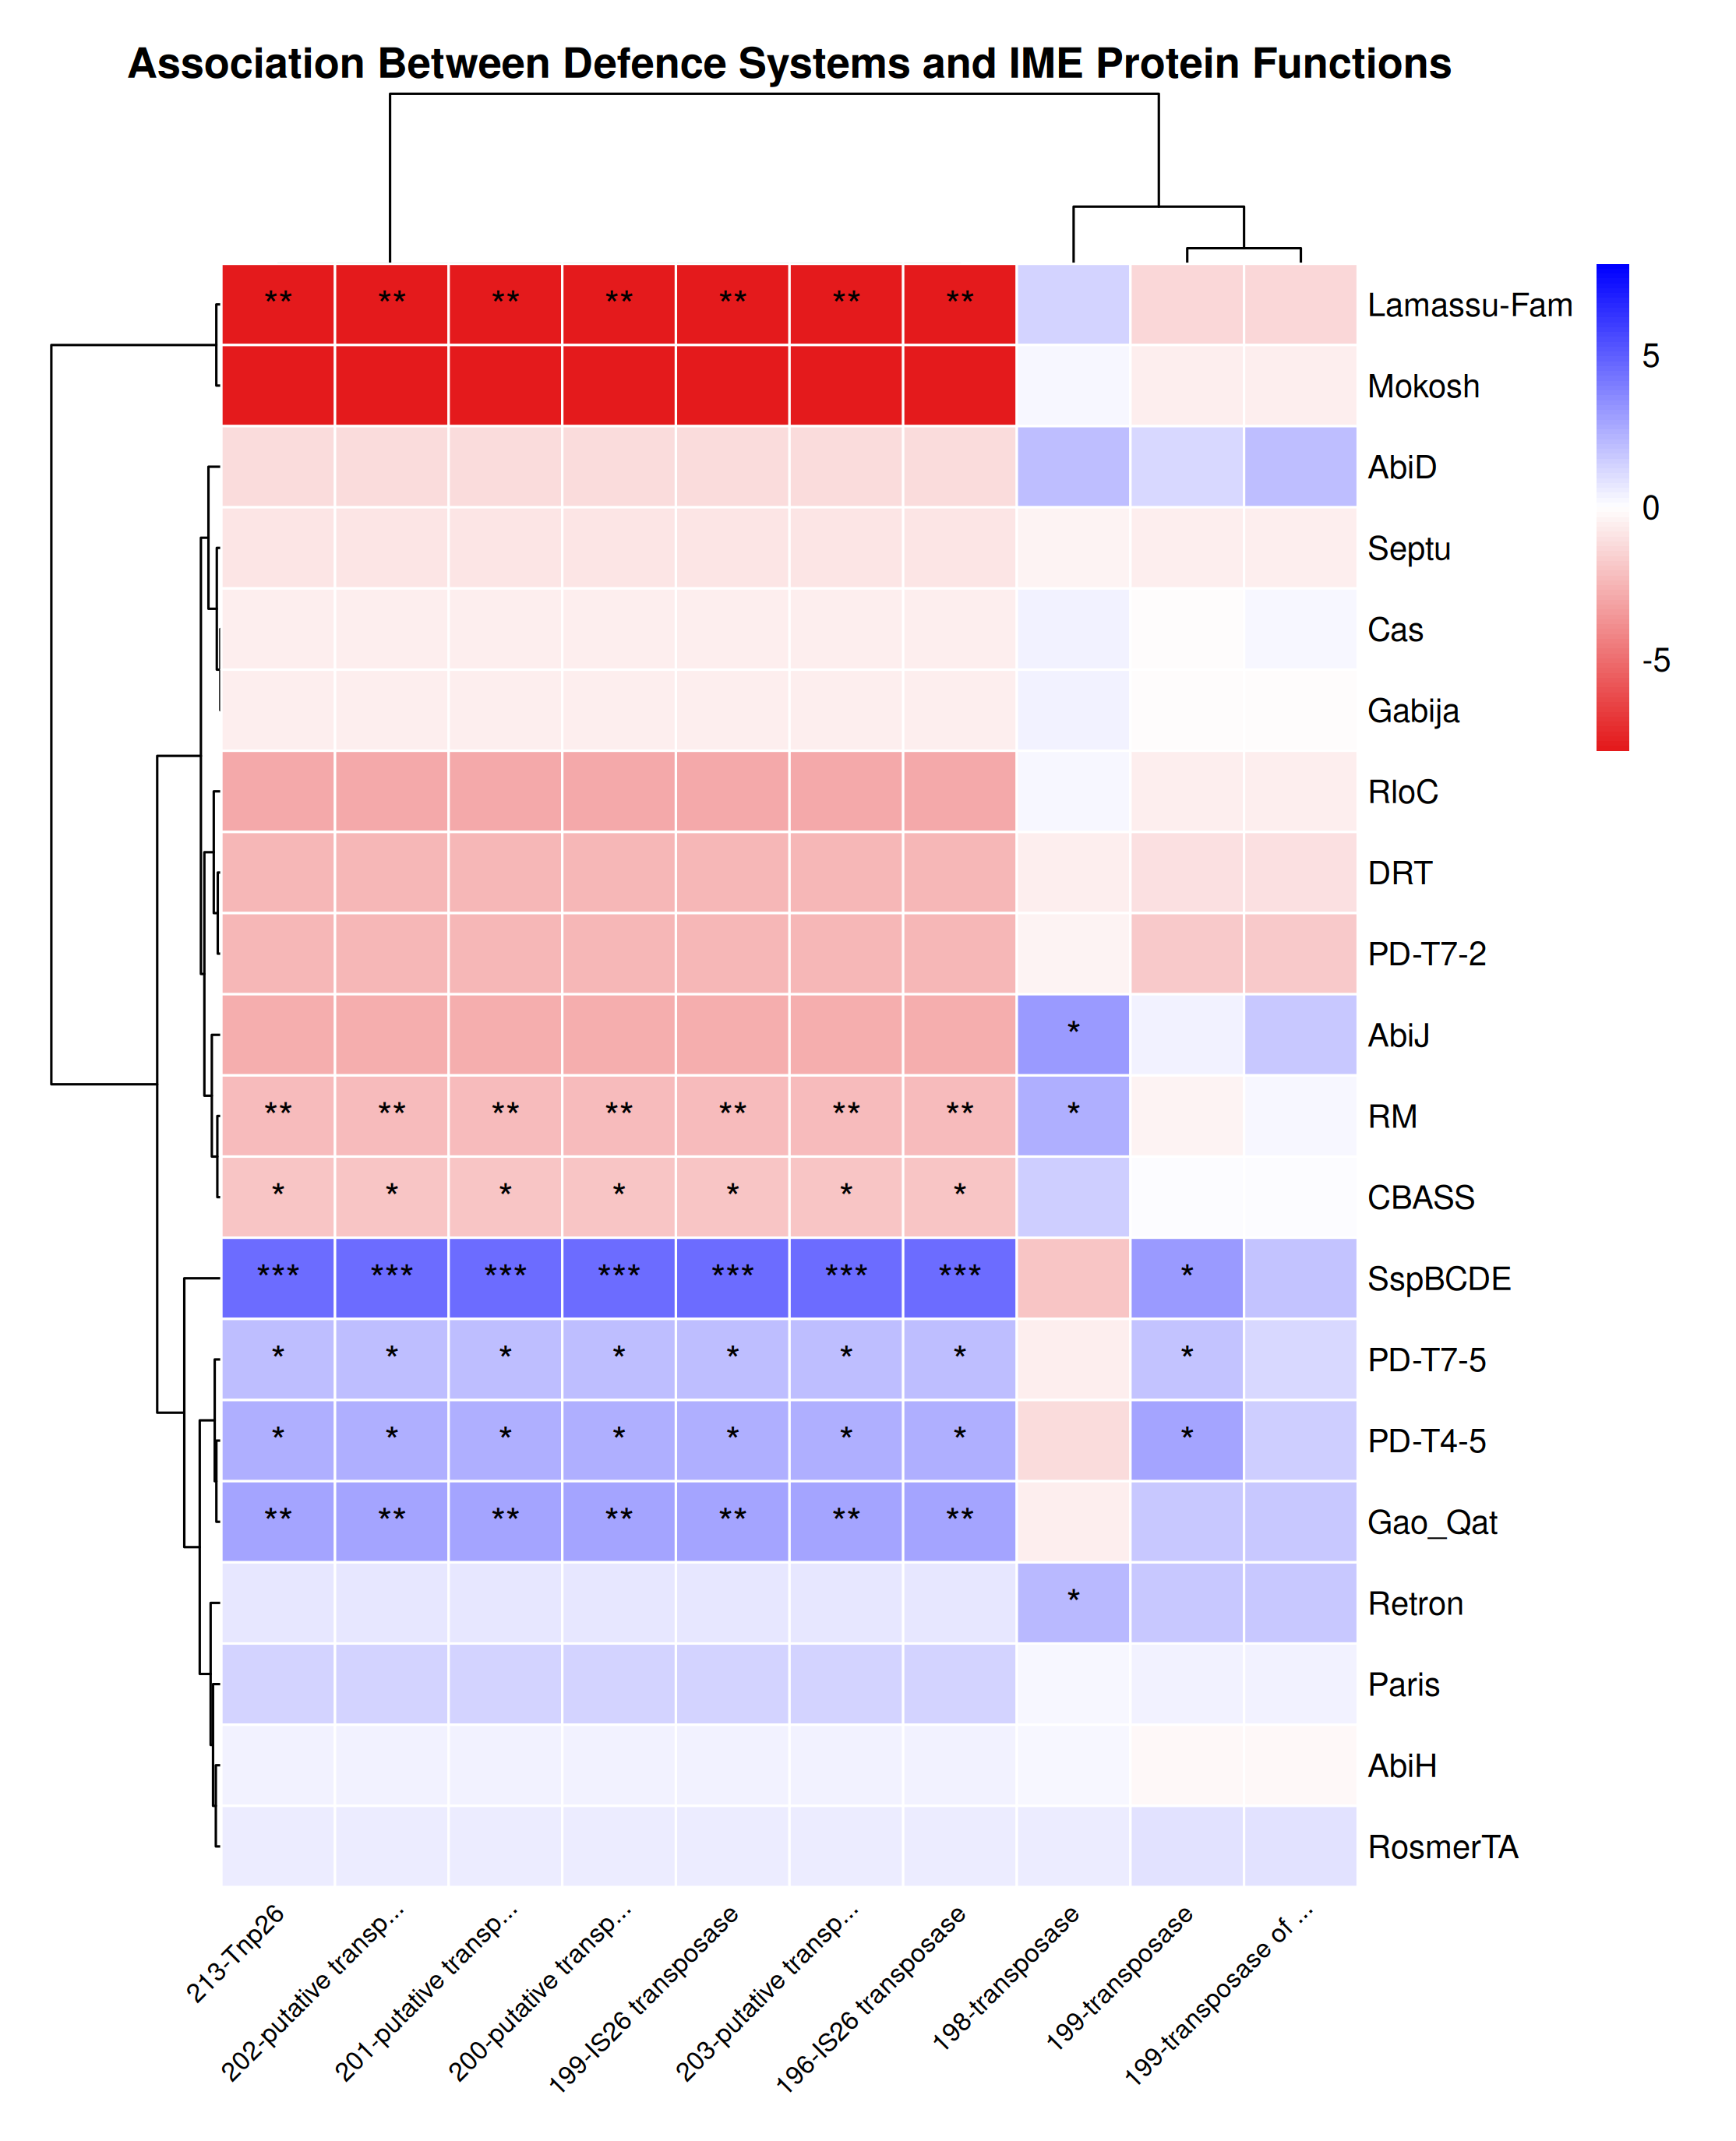 Association Between Defence Systems and IME Protein Functions
** ** ** ** ** ** ** Lamassu-Fam
5
Mokosh
AbiD
0
Septu
Cas
-5
Gabija
RloC
DRT
PD-T7-2
* AbiJ
** ** ** ** ** ** ** * RM
* * * * * * * CBASS
*** *** *** *** *** *** *** * SspBCDE
* * * * * * * * PD-T7-5
* * * * * * * * PD-T4-5
** ** ** ** ** ** ** Gao_Qat
* Retron
Paris
AbiH
RosmerTA
213-Tnp26
202-putative transp...
201-putative transp...
200-putative transp...
199-IS26 transposase
203-putative transp...
196-IS26 transposase
198-transposase
199-transposase
199-transposase of ...